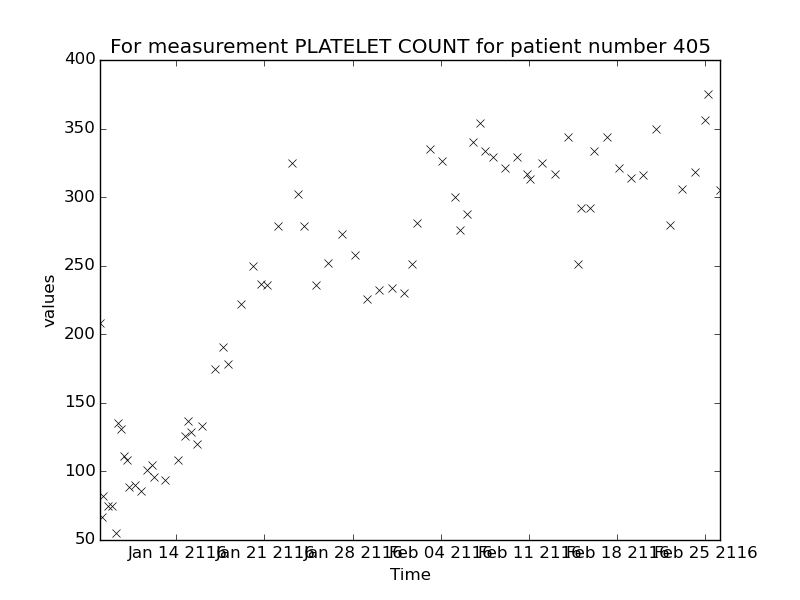 For measurement PLATELET COUNT for patient number 405
400
350
300
250
200
150
100
50
values
Jan 14 2116 Jan 21 2116 Jan 28 2116 Feb 04 2116 Feb 11 2116 Feb 18 2116 Feb 25 2116
Time